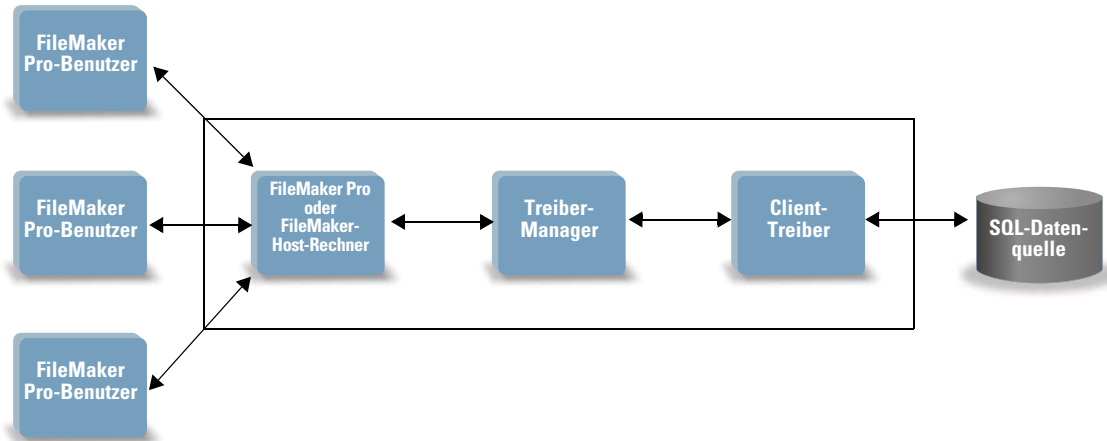 FileMaker
Pro-Benutzer
FileMaker
Pro-Benutzer
FileMaker Pro
oder
FileMaker-
Host-Rechner
Treiber-
Manager
Client-
Treiber
SQL-Daten-
quelle
FileMaker
Pro-Benutzer